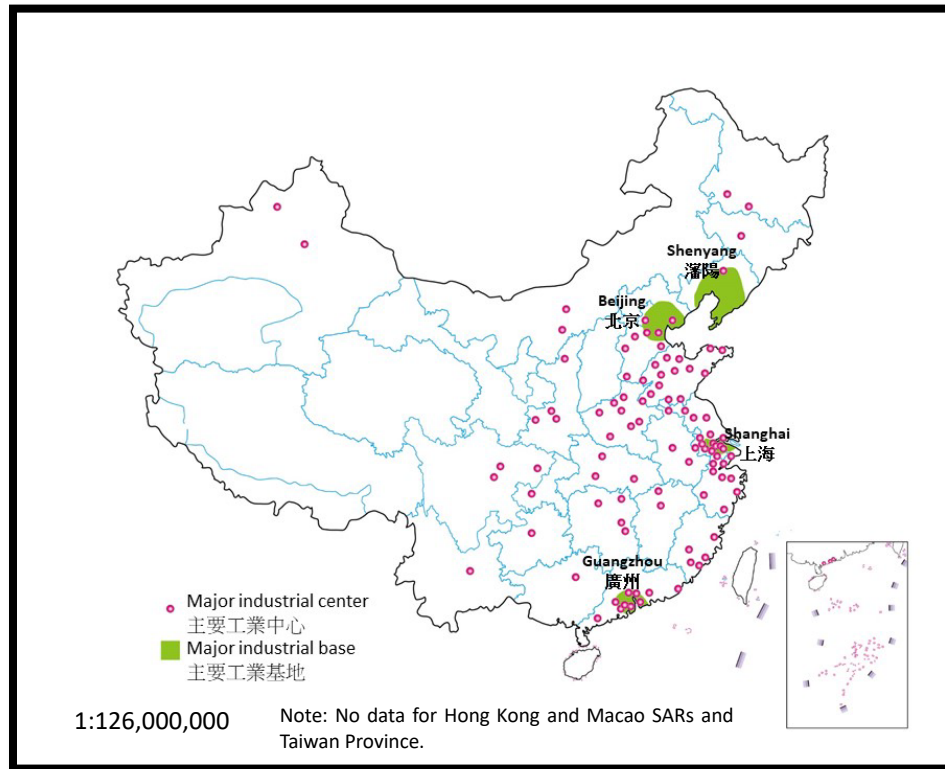 Shenyang
瀋陽
Beijing
北京
Shanghai
上海
Guangzhou
廣州
Major industrial center
主要工業中心
Major industrial base
主要工業基地
1:126,000,000
Note: No data for Hong Kong and Macao SARs and
Taiwan Province.